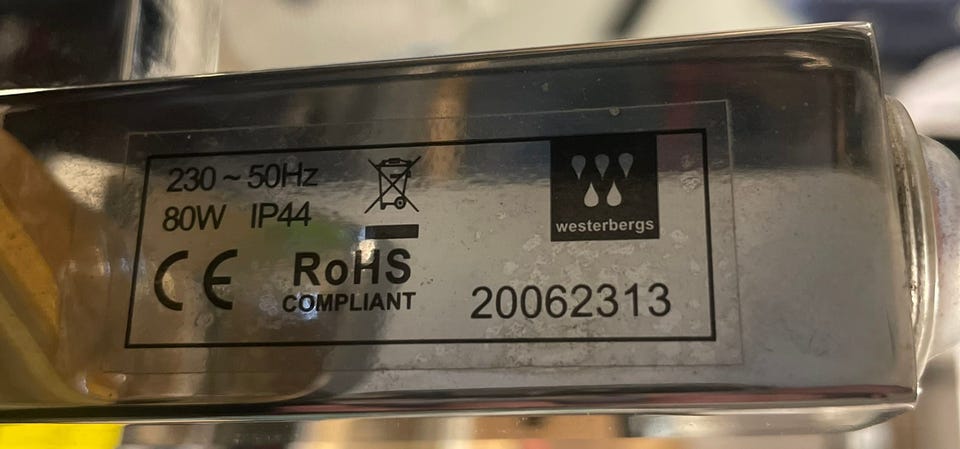 230 ~ 50Hz
80W IP44
CE
RoHS
COMPLIANT
westerbergs
20062313